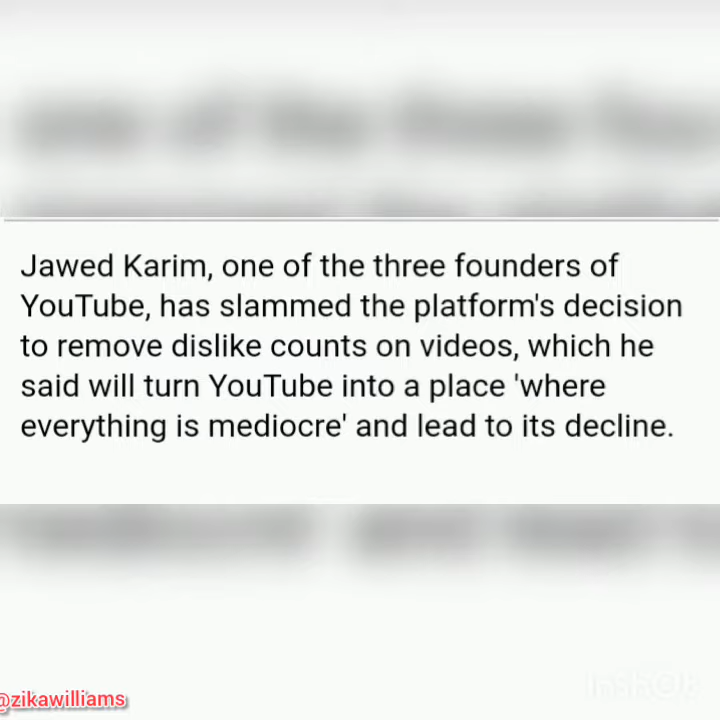 Jawed Karim, one of the three founders of
YouTube, has slammed the platform's decision
to remove dislike counts on videos, which he
said will turn YouTube into a place 'where
everything is mediocre' and lead to its decline.
@zikawilliams